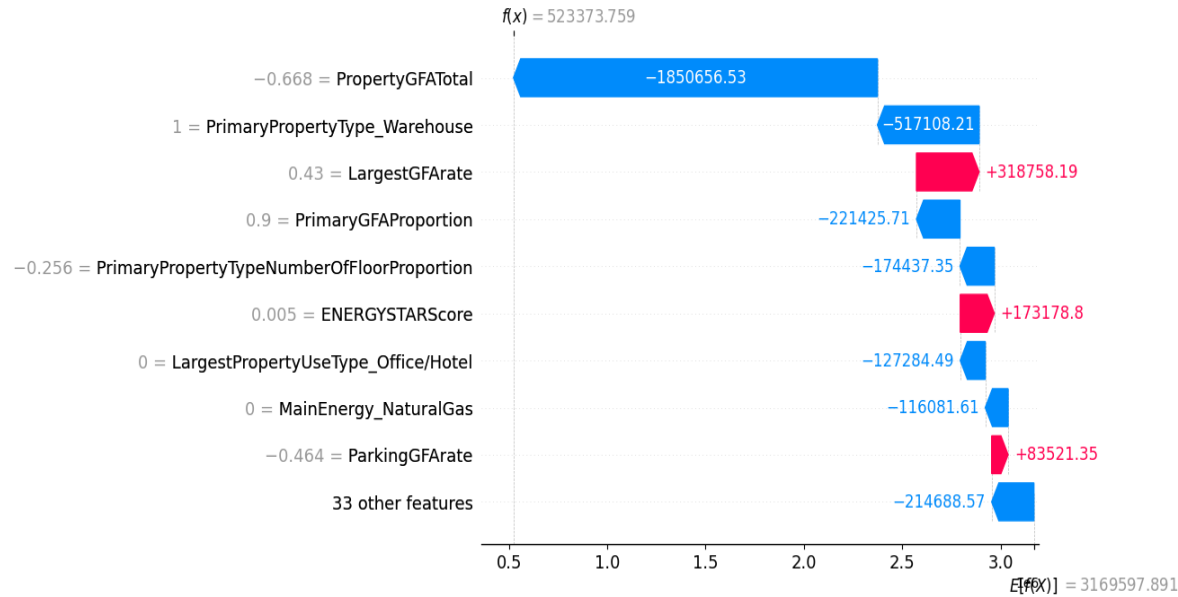 f(x) = 523373.759
−0.668 = PropertyGFATotal −1850656.53
1 = PrimaryPropertyType_Warehouse −517108.21
0.43 = LargestGFArate +318758.19
0.9 = PrimaryGFAProportion −221425.71
−0.256 = PrimaryPropertyTypeNumberOfFloorProportion −174437.35
0.005 = ENERGYSTARScore +173178.8
0 = LargestPropertyUseType_Office/Hotel −127284.49
0 = MainEnergy_NaturalGas −116081.61
−0.464 = ParkingGFArate +83521.35
33 other features −214688.57
0.5 1.0 1.5 2.0 2.5 3.0
E[f(X)] = 3169597.891